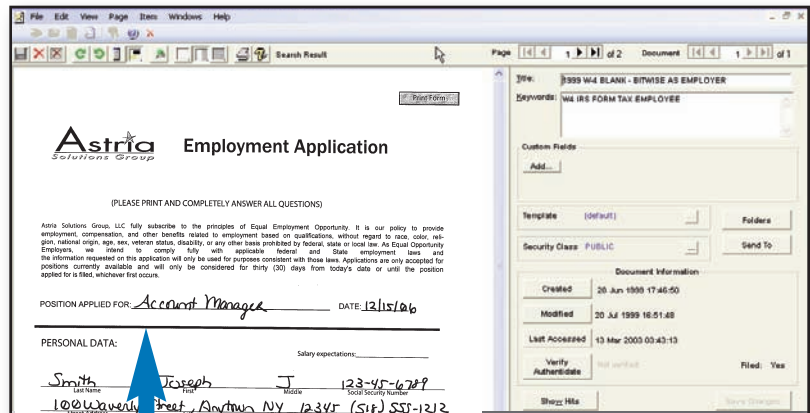 File Edit View Page Item Windows Help
Search Result
Page 1 of 2 Document 1 of 1
Print Form
Astria
Solutions Group
Employment Application
(PLEASE PRINT AND COMPLETELY ANSWER ALL QUESTIONS)
Astria Solutions Group, LLC fully subscribe to the principles of Equal Employment Opportunity. It is our policy to provide
employment, compensation, and other benefits related to employment based on qualifications, without regard to race, color, reli-
gion, national origin, age, sex, veteran status, disability, or any other basis prohibited by federal, state or local law. As Equal Opportunity
Employers, we intend to comply fully with applicable federal and State employment laws and
the information requested on this application will only be used for purposes consistent with those laws. Applications are only accepted for
positions currently available and will only be considered for thirty (30) days from today's date or until the position
applied for is filled, whichever first occurs.
POSITION APPLIED FOR: Account Manager DATE: 12/15/06
PERSONAL DATA:
Salary expectations:
Smith Joseph J 123-45-6789
Last Name First Middle Social Security Number
100 Waverly Street, Anytown NY 12345 (518) 555-1212
Title: 1999 W-4 BLANK - BITWISE AS EMPLOYER
Keywords: W4 IRS FORM TAX EMPLOYEE
Custom Fields
Add...
Template (default) ... Folders
Security Class PUBLIC ... Send To
Document Information
Created 28 Jun 1999 17:46:50
Modified 20 Jul 1999 16:51:48
Last Accessed 13 Mar 2003 03:43:13
Verify
Authentidate
Not verified
Filed: Yes
Show Hits Save Changes